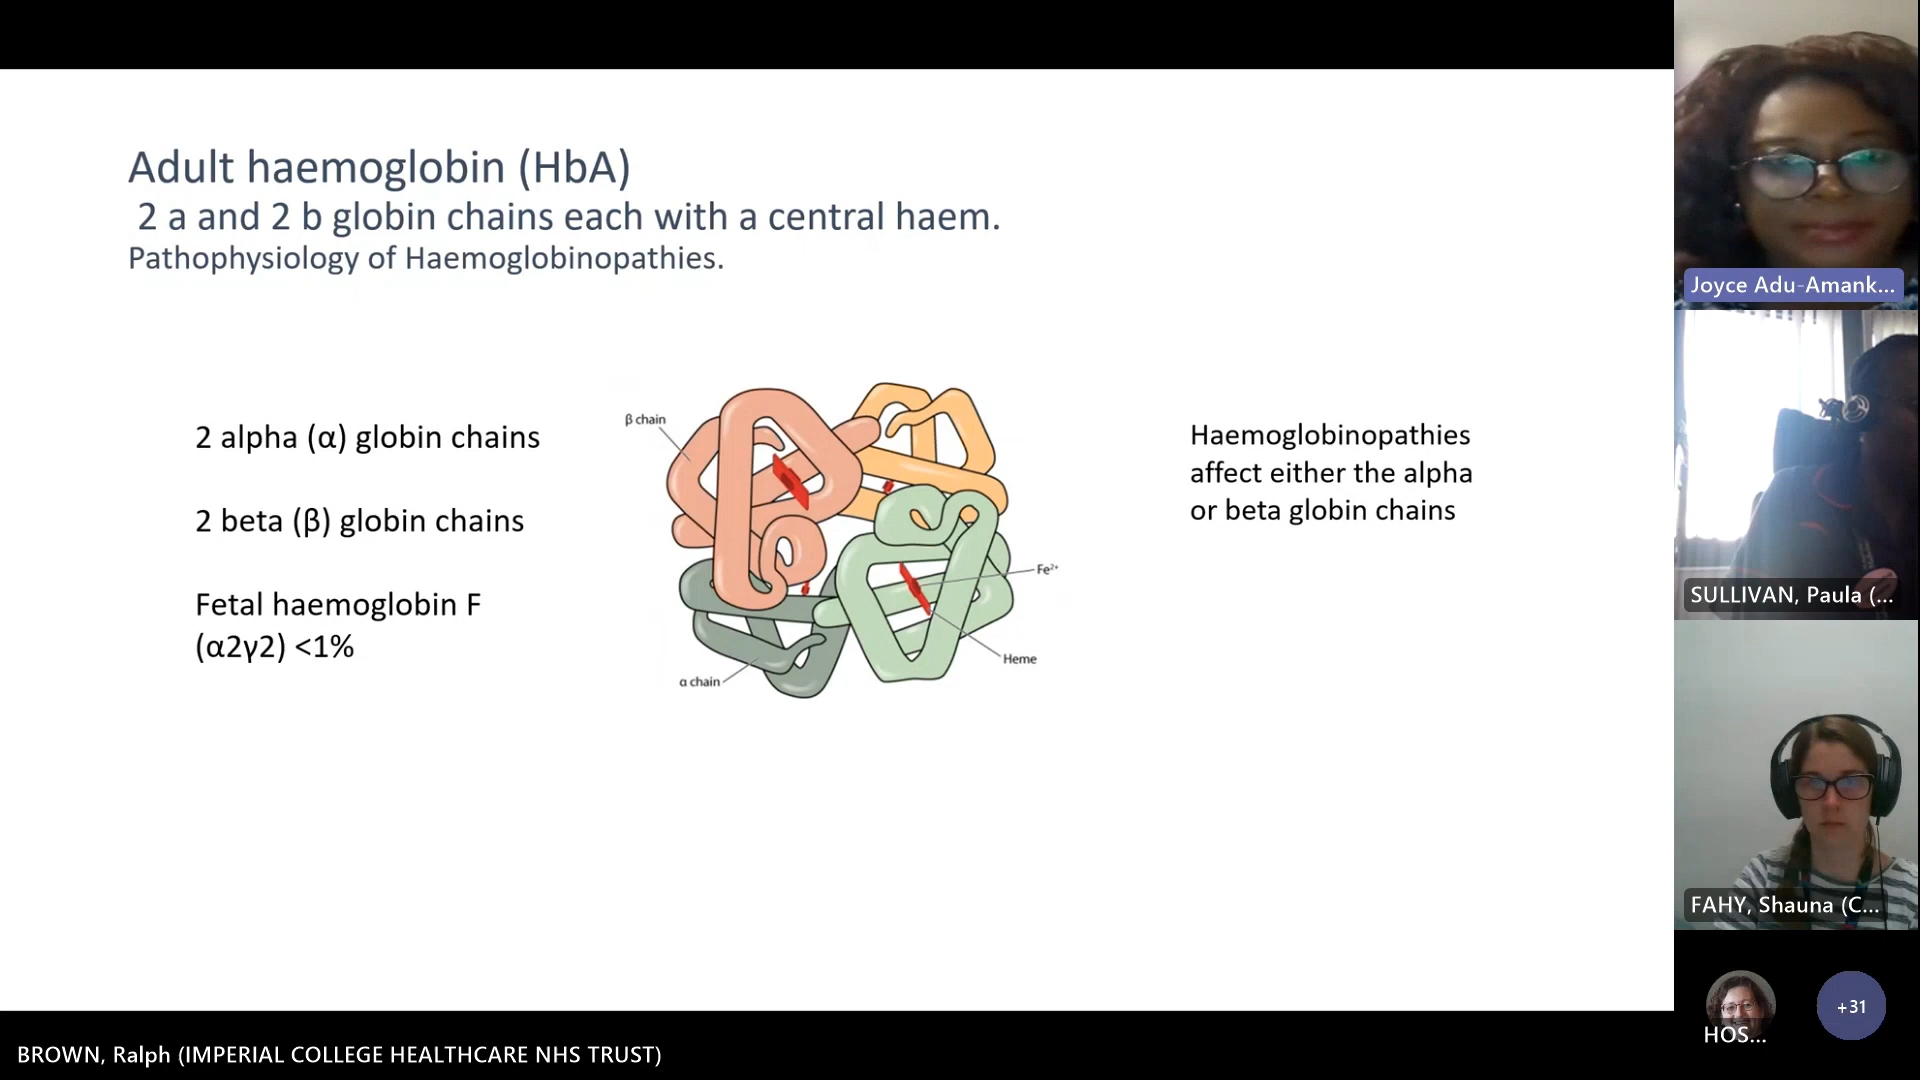 Adult haemoglobin (HbA)
2 a and 2 b globin chains each with a central haem.
Pathophysiology of Haemoglobinopathies.
2 alpha (α) globin chains
2 beta (β) globin chains
Fetal haemoglobin F
(α2γ2) <1%
β chain
Fe²⁺
Heme
α chain
Haemoglobinopathies
affect either the alpha
or beta globin chains
Joyce Adu-Amank...
SULLIVAN, Paula (...
FAHY, Shauna (C...
HOS...
+31
BROWN, Ralph (IMPERIAL COLLEGE HEALTHCARE NHS TRUST)